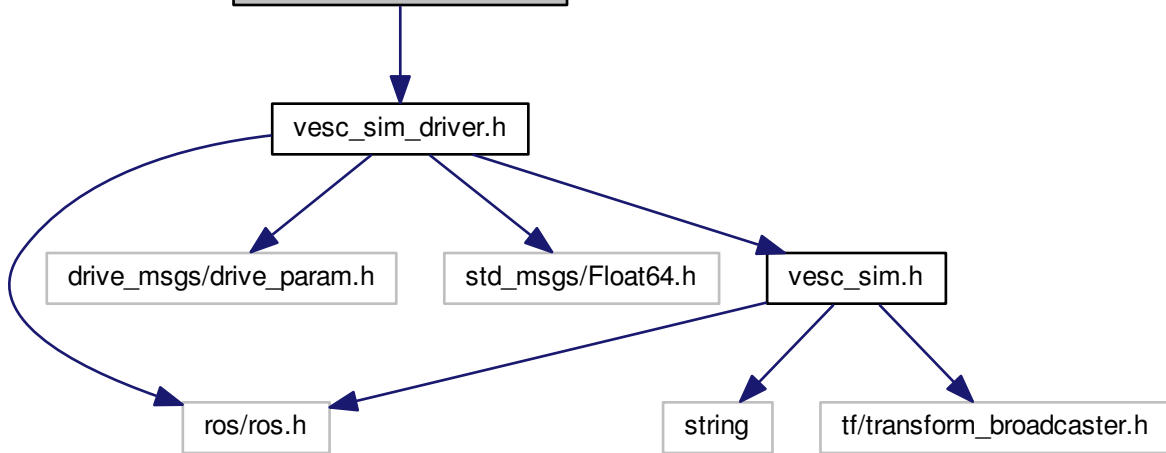 vesc_sim_driver.h
drive_msgs/drive_param.h
std_msgs/Float64.h
vesc_sim.h
ros/ros.h
string
tf/transform_broadcaster.h